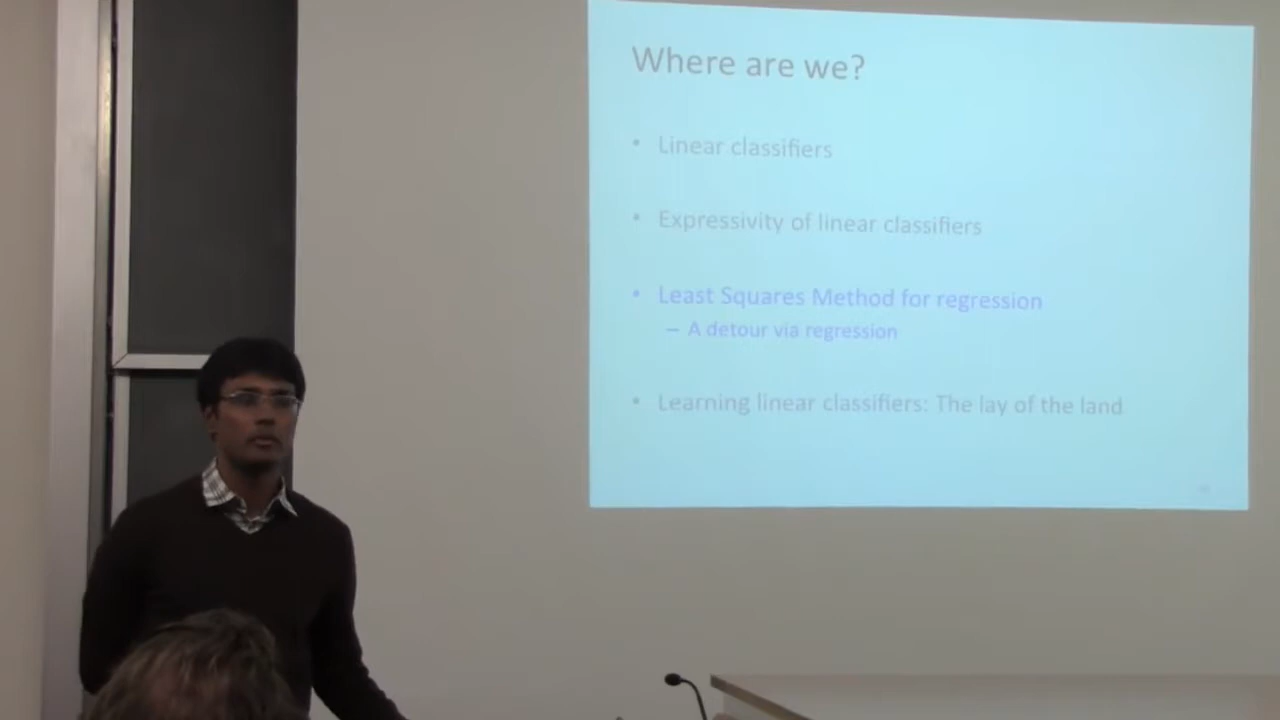 Where are we?
• Linear classifiers
• Expressivity of linear classifiers
• Least Squares Method for regression
– A detour via regression
• Learning linear classifiers: The lay of the land